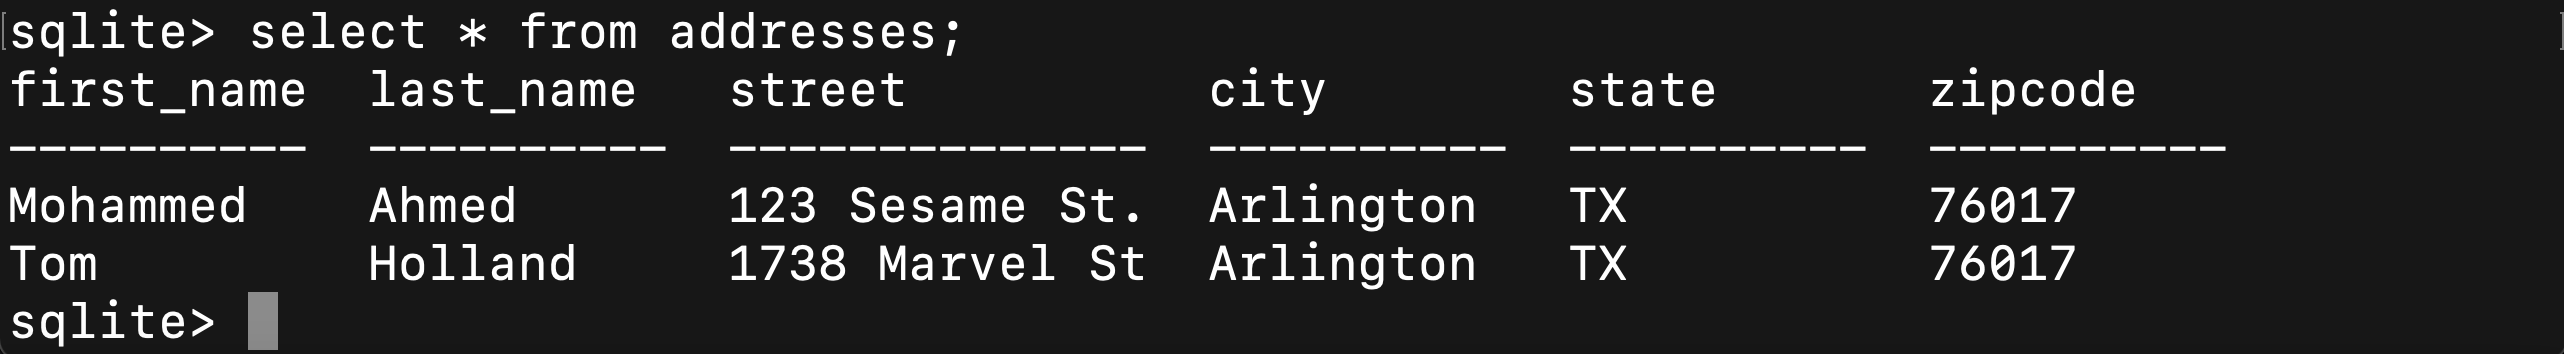 sqlite> select * from addresses;
first_name  last_name   street          city        state       zipcode
----------  ----------  --------------  ----------  ----------  ----------
Mohammed    Ahmed       123 Sesame St.  Arlington   TX          76017
Tom         Holland     1738 Marvel St  Arlington   TX          76017
sqlite>